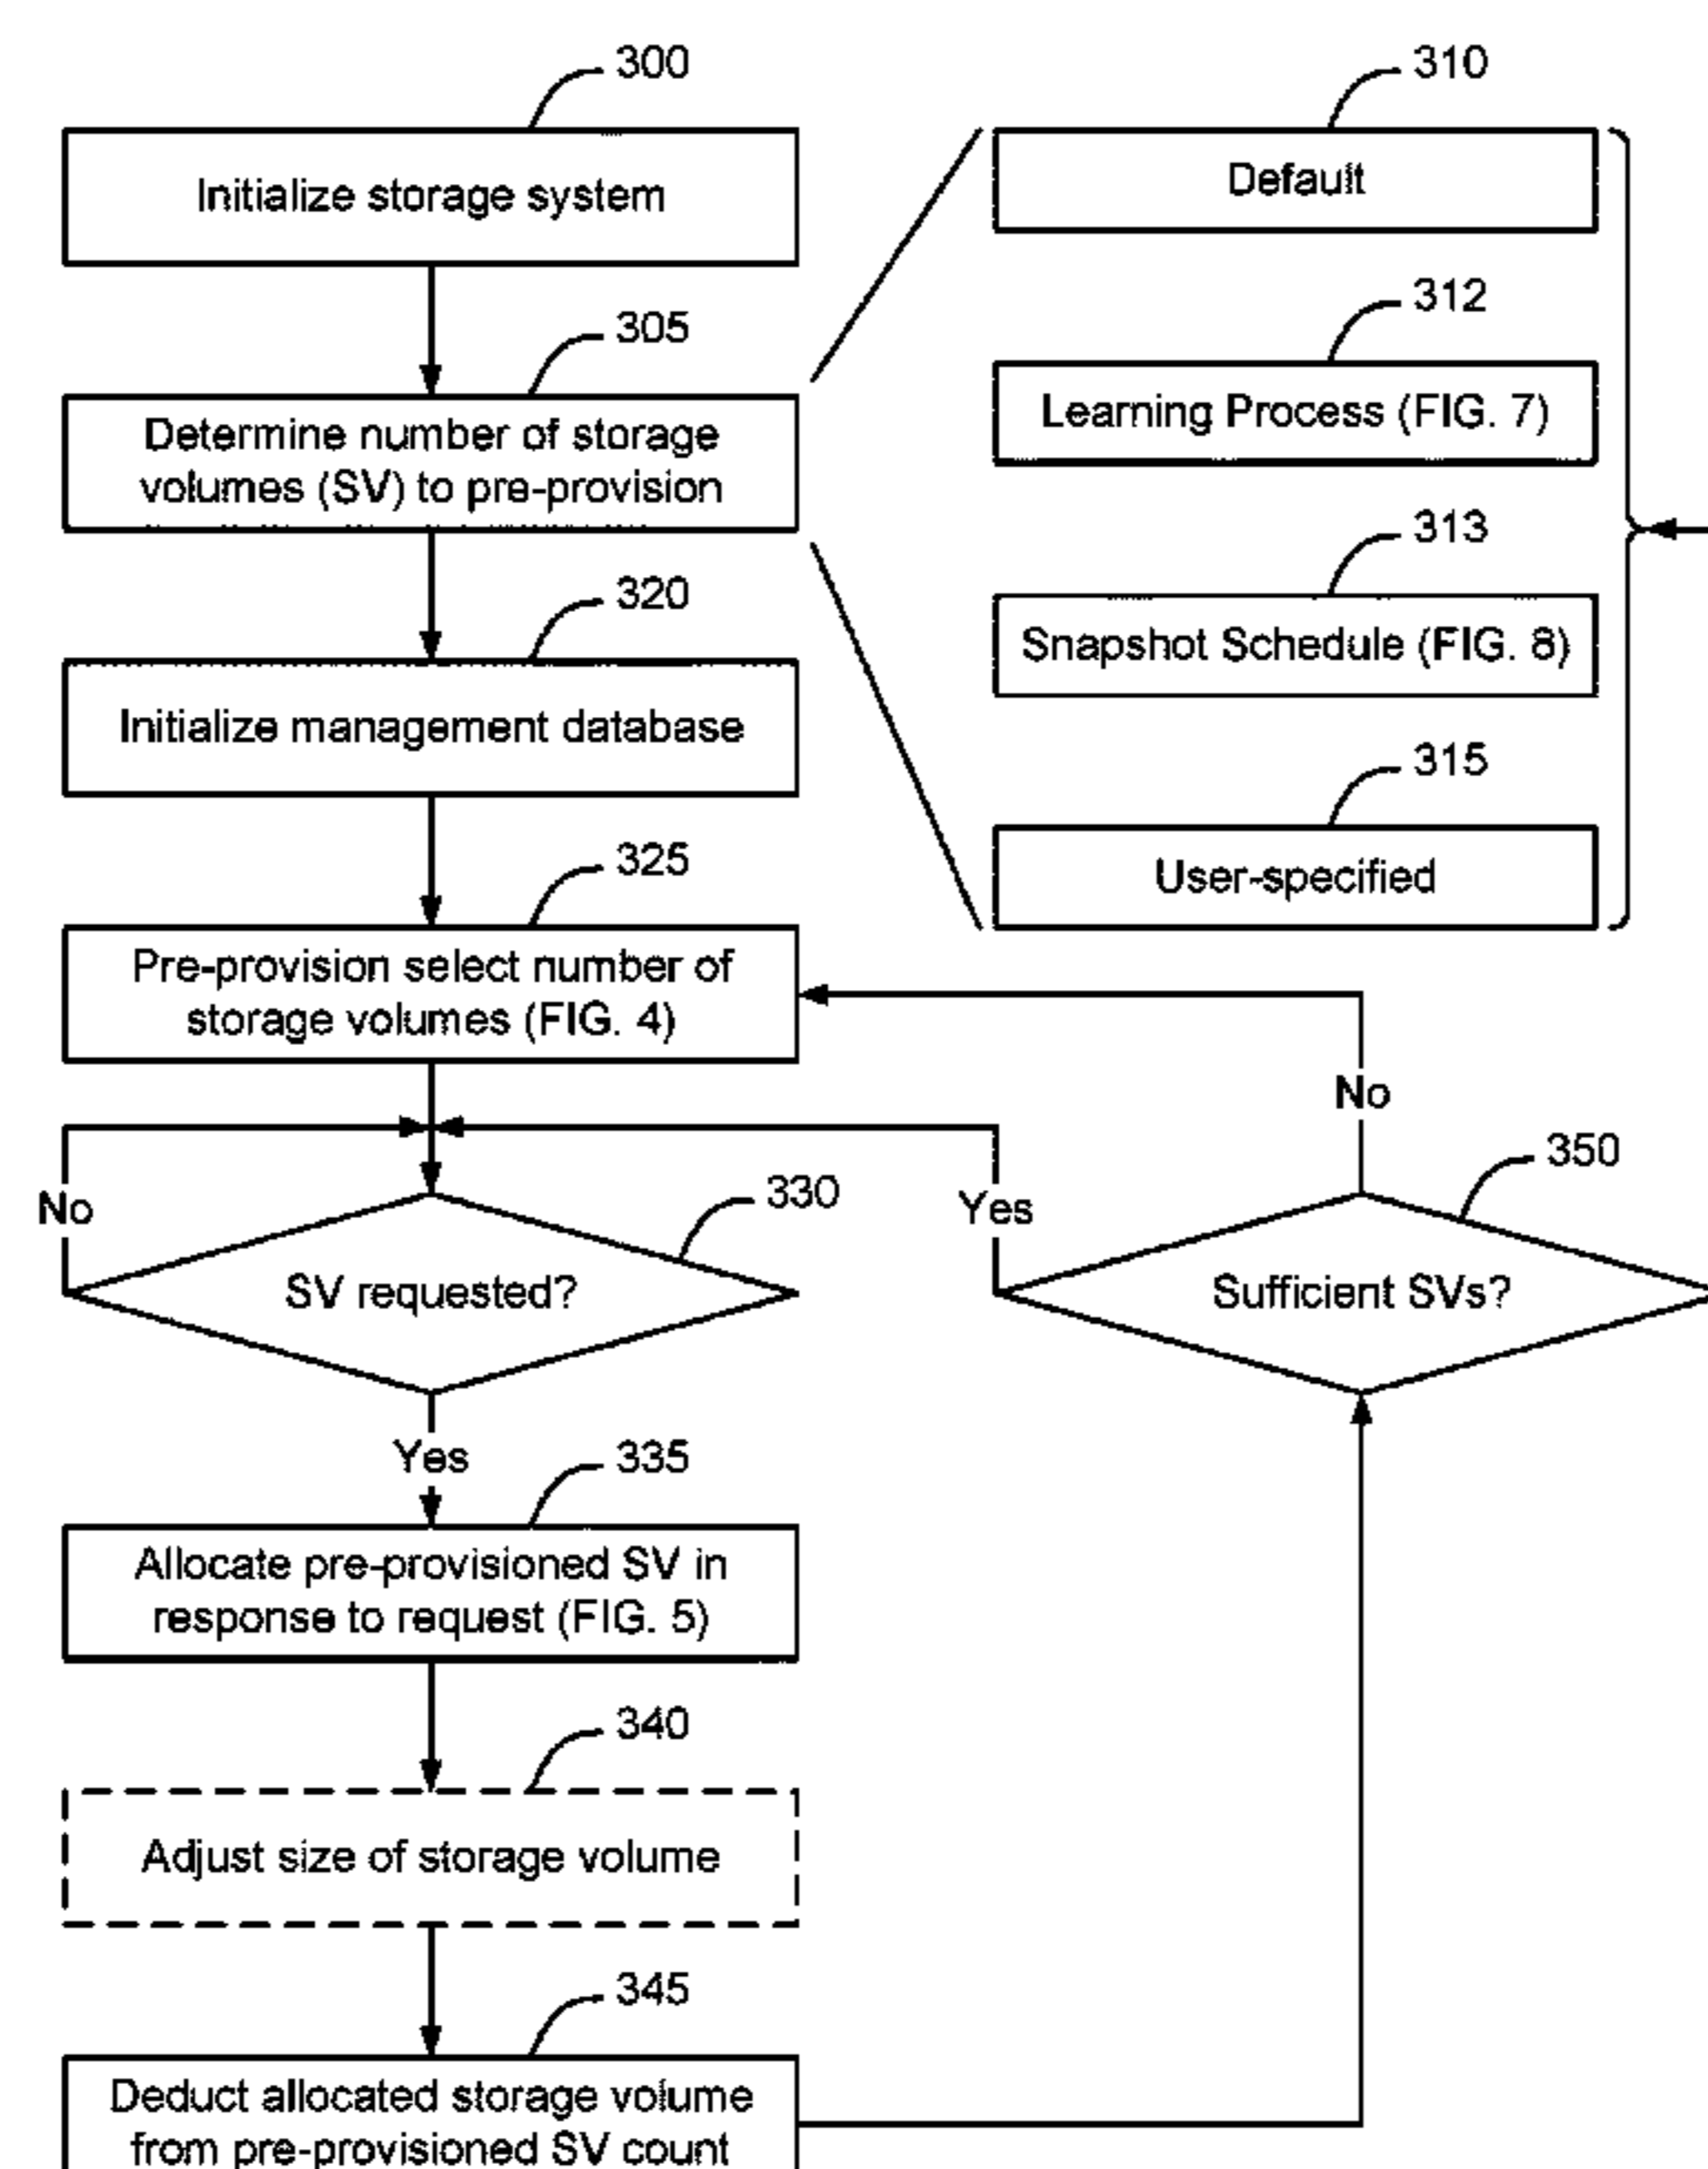 300
Initialize storage system
305
Determine number of storage
volumes (SV) to pre-provision
310
Default
312
Learning Process (FIG. 7)
313
Snapshot Schedule (FIG. 8)
315
User-specified
320
Initialize management database
325
Pre-provision select number of
storage volumes (FIG. 4)
No
330
SV requested?
Yes
No
350
Sufficient SVs?
Yes
335
Allocate pre-provisioned SV in
response to request (FIG. 5)
340
Adjust size of storage volume
345
Deduct allocated storage volume
from pre-provisioned SV count